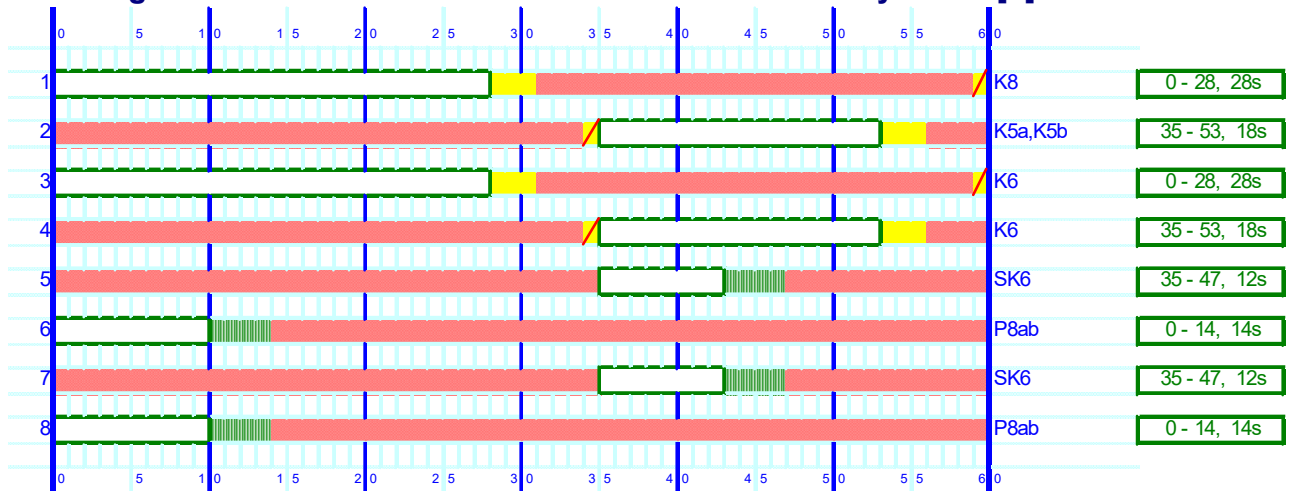 0 5 10 15 20 25 30 35 40 45 50 55 60
1 K8 0 - 28, 28s
2 K5a,K5b 35 - 53, 18s
3 K6 0 - 28, 28s
4 K6 35 - 53, 18s
5 SK6 35 - 47, 12s
6 P8ab 0 - 14, 14s
7 SK6 35 - 47, 12s
8 P8ab 0 - 14, 14s
0 5 10 15 20 25 30 35 40 45 50 55 60